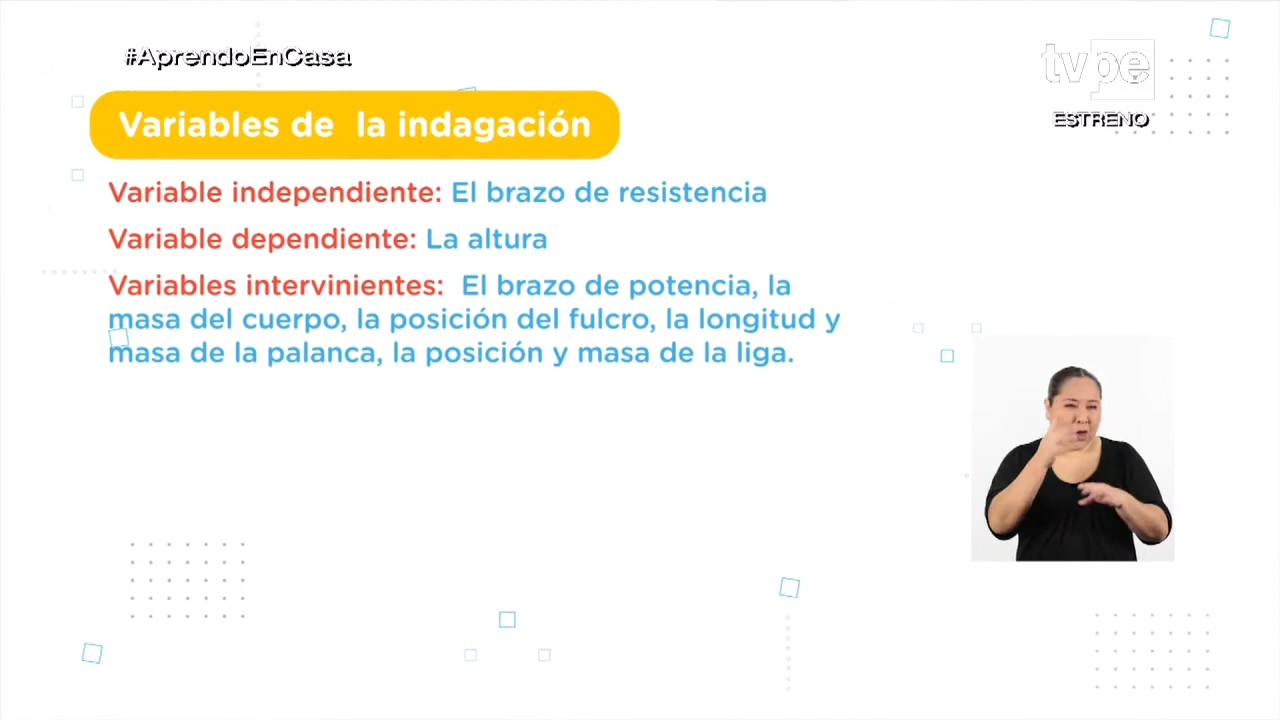 #AprendoEnCasa
tvpe
ESTRENO
Variables de la indagación
Variable independiente: El brazo de resistencia
Variable dependiente: La altura
Variables intervinientes: El brazo de potencia, la
masa del cuerpo, la posición del fulcro, la longitud y
masa de la palanca, la posición y masa de la liga.